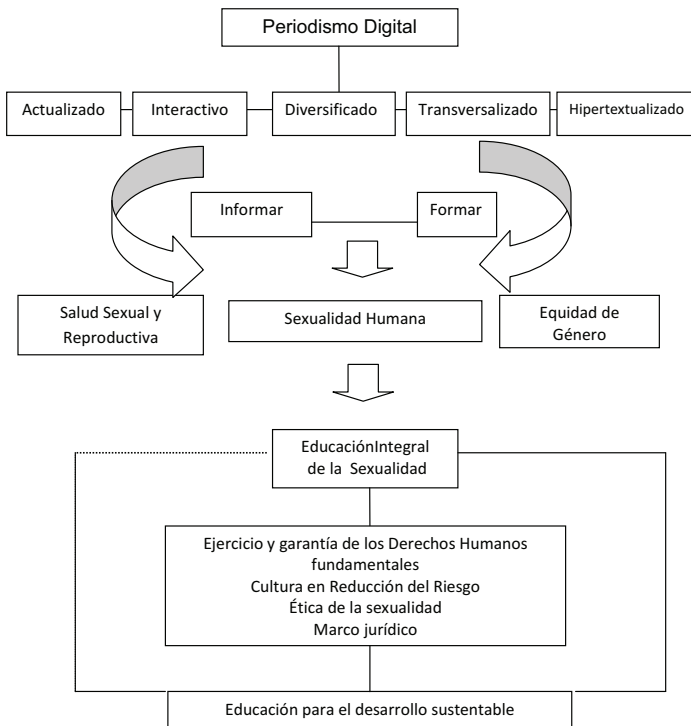 Periodismo Digital
Actualizado
Interactivo
Diversificado
Transversalizado
Hipertextualizado
Informar
Formar
Salud Sexual y
Reproductiva
Sexualidad Humana
Equidad de
Género
EducaciónIntegral
de la Sexualidad
Ejercicio y garantía de los Derechos Humanos
fundamentales
Cultura en Reducción del Riesgo
Ética de la sexualidad
Marco jurídico
Educación para el desarrollo sustentable